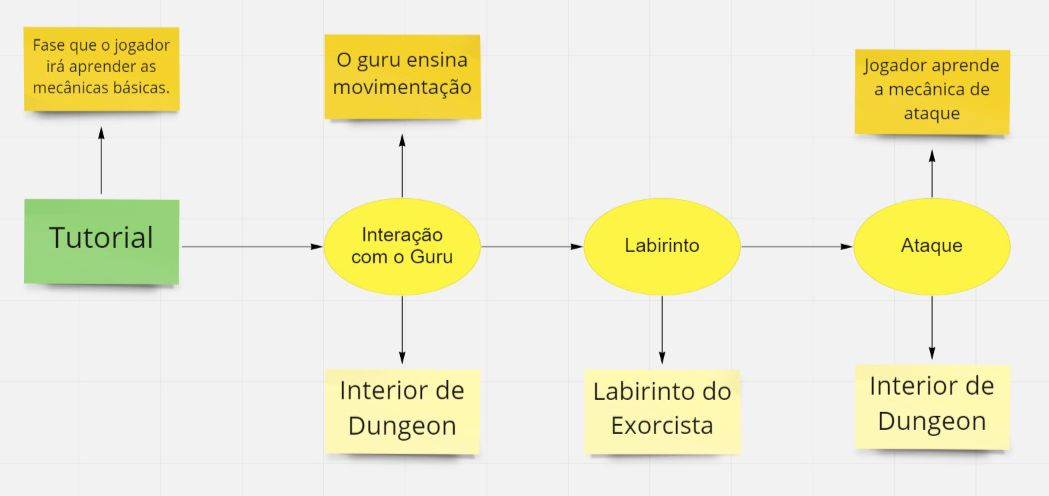 Fase que o jogador
irá aprender as
mecânicas básicas.
O guru ensina
movimentação
Jogador aprende
a mecânica de
ataque
Tutorial
Interação
com o Guru
Labirinto
Ataque
Interior de
Dungeon
Labirinto do
Exorcista
Interior de
Dungeon